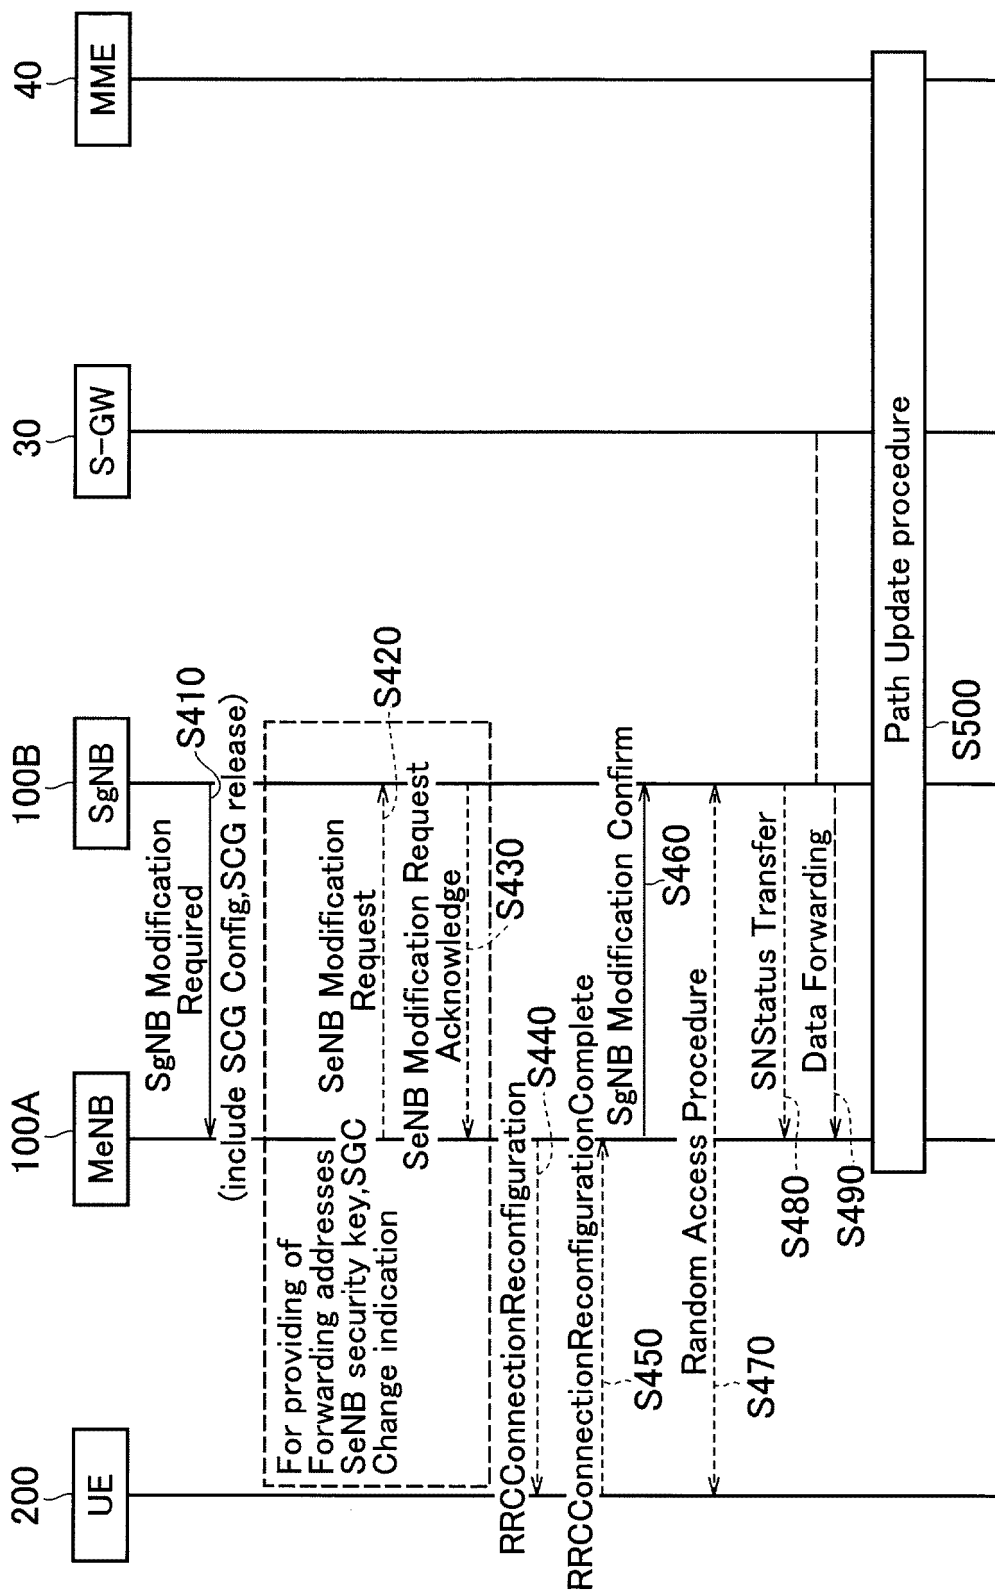 200
UE
100A
MeNB
100B
SgNB
30
S-GW
40
MME
SgNB Modification
Required
S410
(include SCG Config,SCG release)
For providing of
Forwarding addresses
SeNB security key,SGC
Change indication
SeNB Modification
Request
S420
SeNB Modification Request
Acknowledge
S430
RRCConnectionReconfiguration
S440
RRCConnectionReconfigurationComplete
S450
SgNB Modification Confirm
S460
Random Access Procedure
S470
SNStatus Transfer
S480
Data Forwarding
S490
Path Update procedure
S500